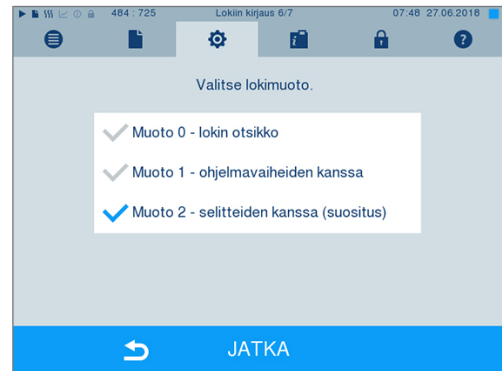 484 : 725 Lokiin kirjaus 6/7 07:48 27.06.2018
Valitse lokimuoto.
Muoto 0 - lokin otsikko
Muoto 1 - ohjelmavaiheiden kanssa
Muoto 2 - selitteiden kanssa (suositus)
JATKA